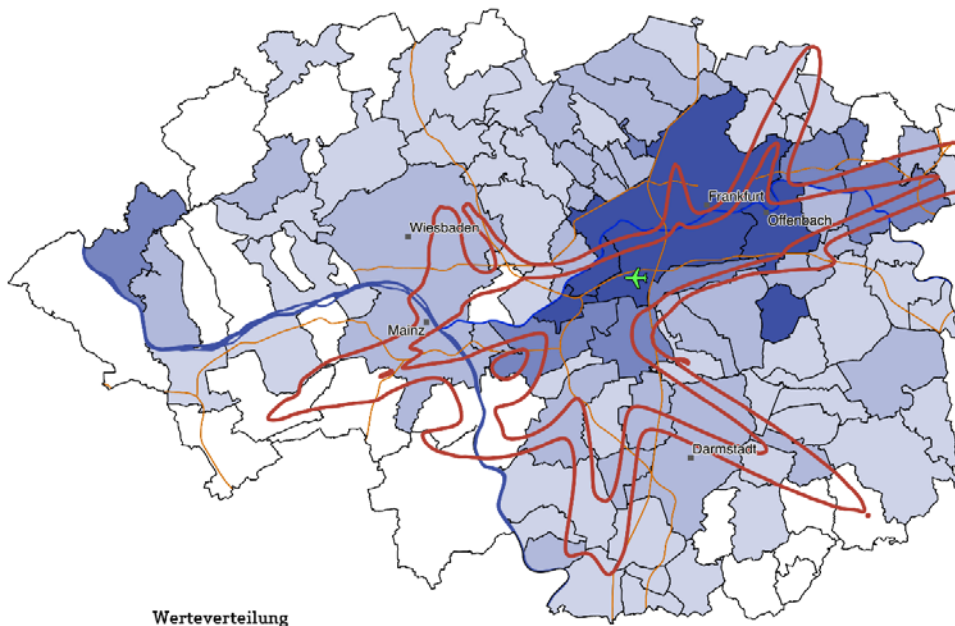 Frankfurt
Offenbach
Wiesbaden
Mainz
Darmstadt
Werteverteilung